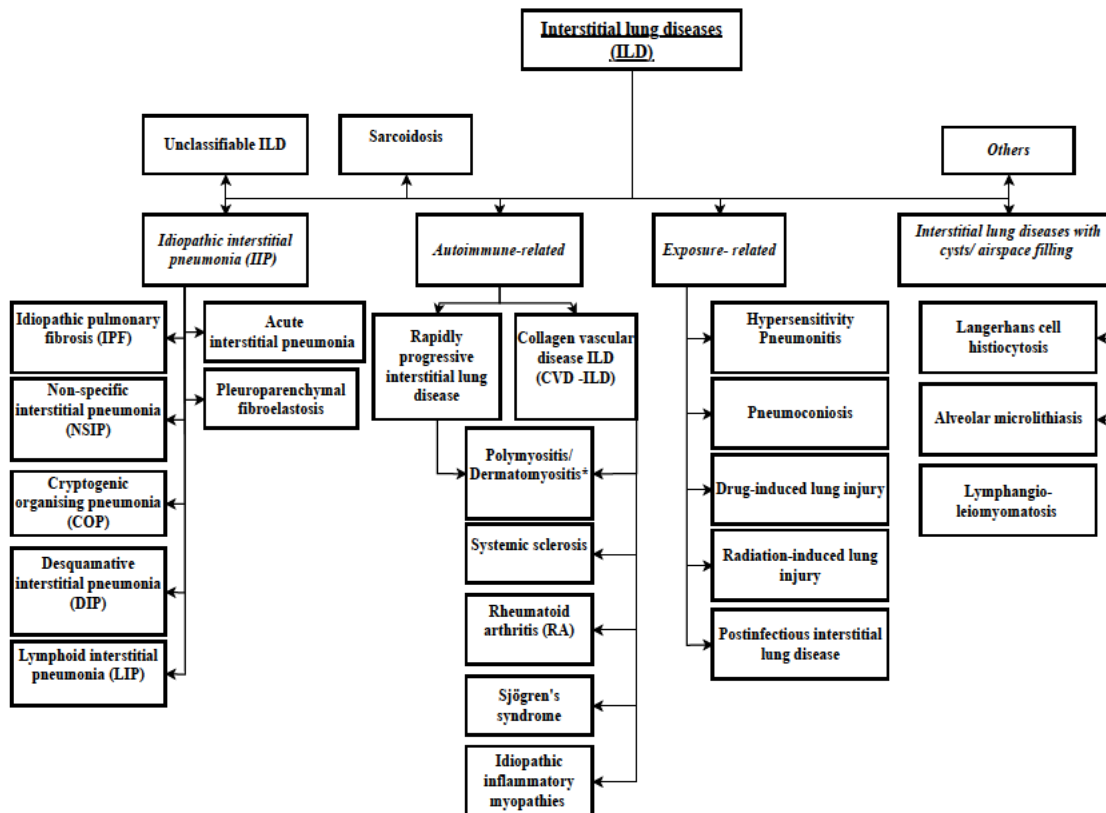 Interstitial lung diseases
(ILD)
Unclassifiable ILD
Sarcoidosis
Others
Idiopathic interstitial
pneumonia (IIP)
Autoimmune-related
Exposure- related
Interstitial lung diseases with
cysts/ airspace filling
Idiopathic pulmonary
fibrosis (IPF)
Non-specific
interstitial pneumonia
(NSIP)
Cryptogenic
organising pneumonia
(COP)
Desquamative
interstitial pneumonia
(DIP)
Lymphoid interstitial
pneumonia (LIP)
Acute
interstitial pneumonia
Pleuroparenchymal
fibroelastosis
Rapidly
progressive
interstitial lung
disease
Collagen vascular
disease ILD
(CVD -ILD)
Polymyositis/
Dermatomyositis*
Systemic sclerosis
Rheumatoid
arthritis (RA)
Sjögren's
syndrome
Idiopathic
inflammatory
myopathies
Hypersensitivity
Pneumonitis
Pneumoconiosis
Drug-induced lung injury
Radiation-induced lung
injury
Postinfectious interstitial
lung disease
Langerhans cell
histiocytosis
Alveolar microlithiasis
Lymphangio-
leiomyomatosis